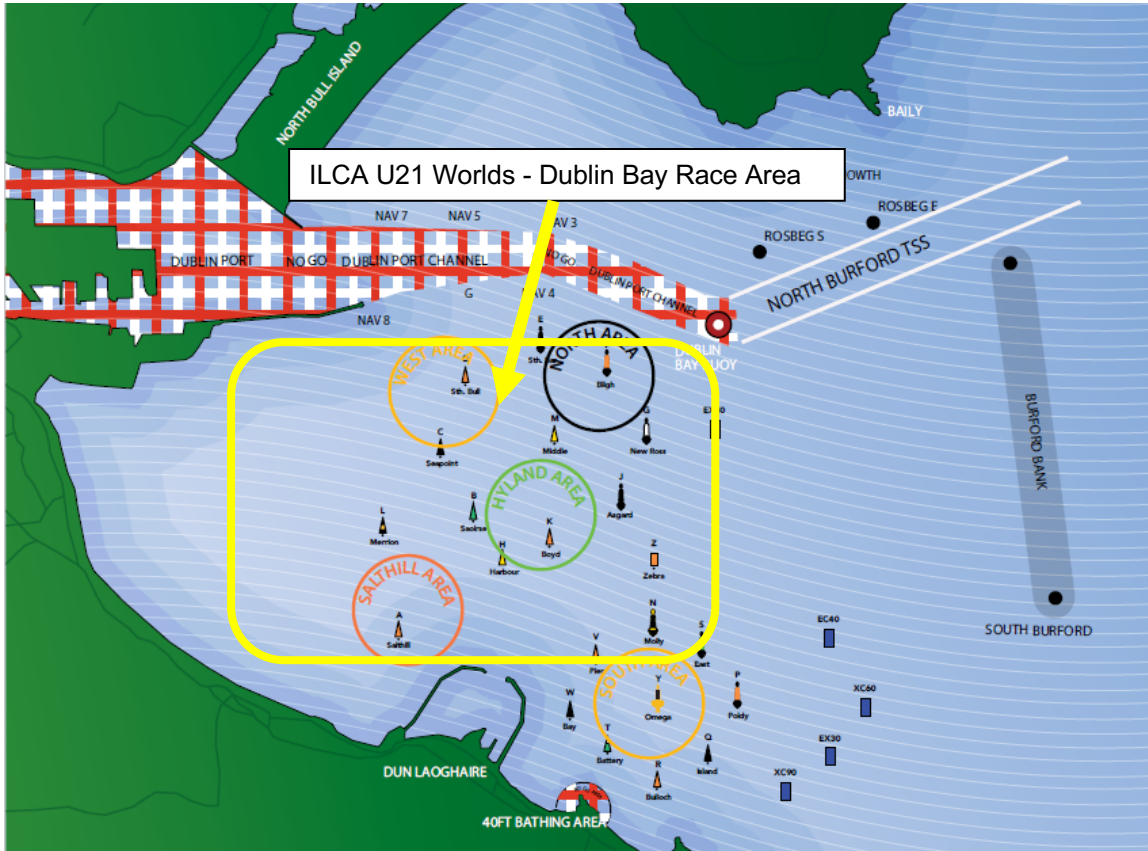 NORTH BULL ISLAND
BAILY
ILCA U21 Worlds - Dublin Bay Race Area
OWTH
ROSBEG E
NAV 7
NAV 5
AV 3
ROSBEG S
DUBLIN PORT
NO GO
DUBLIN PORT CHANNEL
NO GO
DUBLIN PORT CHANNEL
NORTH BURFORD TSS
G
NAV 4
NAV 8
E
Sth.
DUBLIN
BAY BUOY
WEST AREA
Sth. Bull
NORTH AREA
Bligh
BURFORD BANK
C
Seapoint
M
Middle
G
New Ross
HYLAND AREA
J
Asgard
B
Saoirse
L
Merrion
K
Boyd
H
Harbour
Z
Zebra
SALTHILL AREA
A
Salthill
N
Molly
S
East
EC40
SOUTH BURFORD
V
SOUTH AREA
Y
Omega
P
Poldy
XC60
W
Bay
T
Battery
Q
Island
EX30
DUN LAOGHAIRE
R
Bulloch
XC90
40FT BATHING AREA